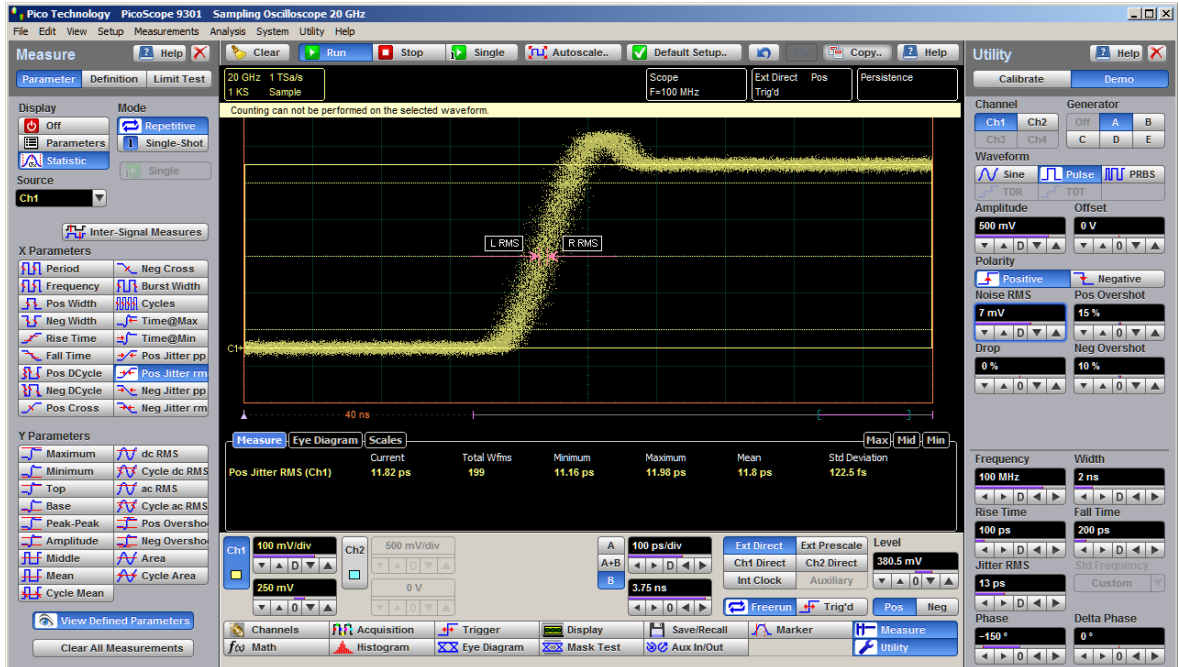 Pico Technology PicoScope 9301 Sampling Oscilloscope 20 GHz
File Edit View Setup Measurements Analysis System Utility Help
Measure Help
Parameter Definition Limit Test
Display Mode
Off Repetitive
Parameters Single-Shot
Statistic Single
Source
Ch1
Inter-Signal Measures
X Parameters
Period Neg Cross
Frequency Burst Width
Pos Width Cycles
Neg Width Time@Max
Rise Time Time@Min
Fall Time Pos Jitter pp
Pos DCycle Pos Jitter rm
Neg DCycle Neg Jitter pp
Pos Cross Neg Jitter rm
Y Parameters
Maximum dc RMS
Minimum Cycle dc RMS
Top ac RMS
Base Cycle ac RMS
Peak-Peak Pos Oversho
Amplitude Neg Oversho
Middle Area
Mean Cycle Area
Cycle Mean
View Defined Parameters
Clear All Measurements
Clear Run Stop Single Autoscale.. Default Setup.. Copy.. Help
20 GHz 1 TSa/s
1 KS Sample
Scope
F=100 MHz
Ext Direct Pos
Trig'd
Persistence
Counting can not be performed on the selected waveform.
L RMS R RMS
C1
40 ns
Measure Eye Diagram Scales Max Mid Min
Current Total Wfms Minimum Maximum Mean Std Deviation
Pos Jitter RMS (Ch1) 11.82 ps 199 11.16 ps 11.98 ps 11.8 ps 122.5 fs
Ch1 100 mV/div D
250 mV 0
Ch2 500 mV/div D
0 V 0
A
A+B
B
100 ps/div D
3.75 ns 0
Ext Direct Ext Prescale
Ch1 Direct Ch2 Direct
Int Clock Auxiliary
Freerun Trig'd
Level
380.5 mV
0
Pos Neg
Channels Acquisition Trigger Display Save/Recall Marker Measure
f(x) Math Histogram Eye Diagram Mask Test Aux In/Out Utility
Utility Help
Calibrate Demo
Channel Generator
Ch1 Ch2 Off A B
Ch3 Ch4 C D E
Waveform
Sine Pulse PRBS
TDR TDT
Amplitude Offset
500 mV 0 V
D 0
Polarity
Positive Negative
Noise RMS Pos Overshot
7 mV 15 %
D 0
Drop Neg Overshot
0 % 10 %
0 0
Frequency Width
100 MHz 2 ns
D D
Rise Time Fall Time
100 ps 200 ps
D D
Jitter RMS Std Frequency
13 ps Custom
D
Phase Delta Phase
-150 ° 0 °
0 0